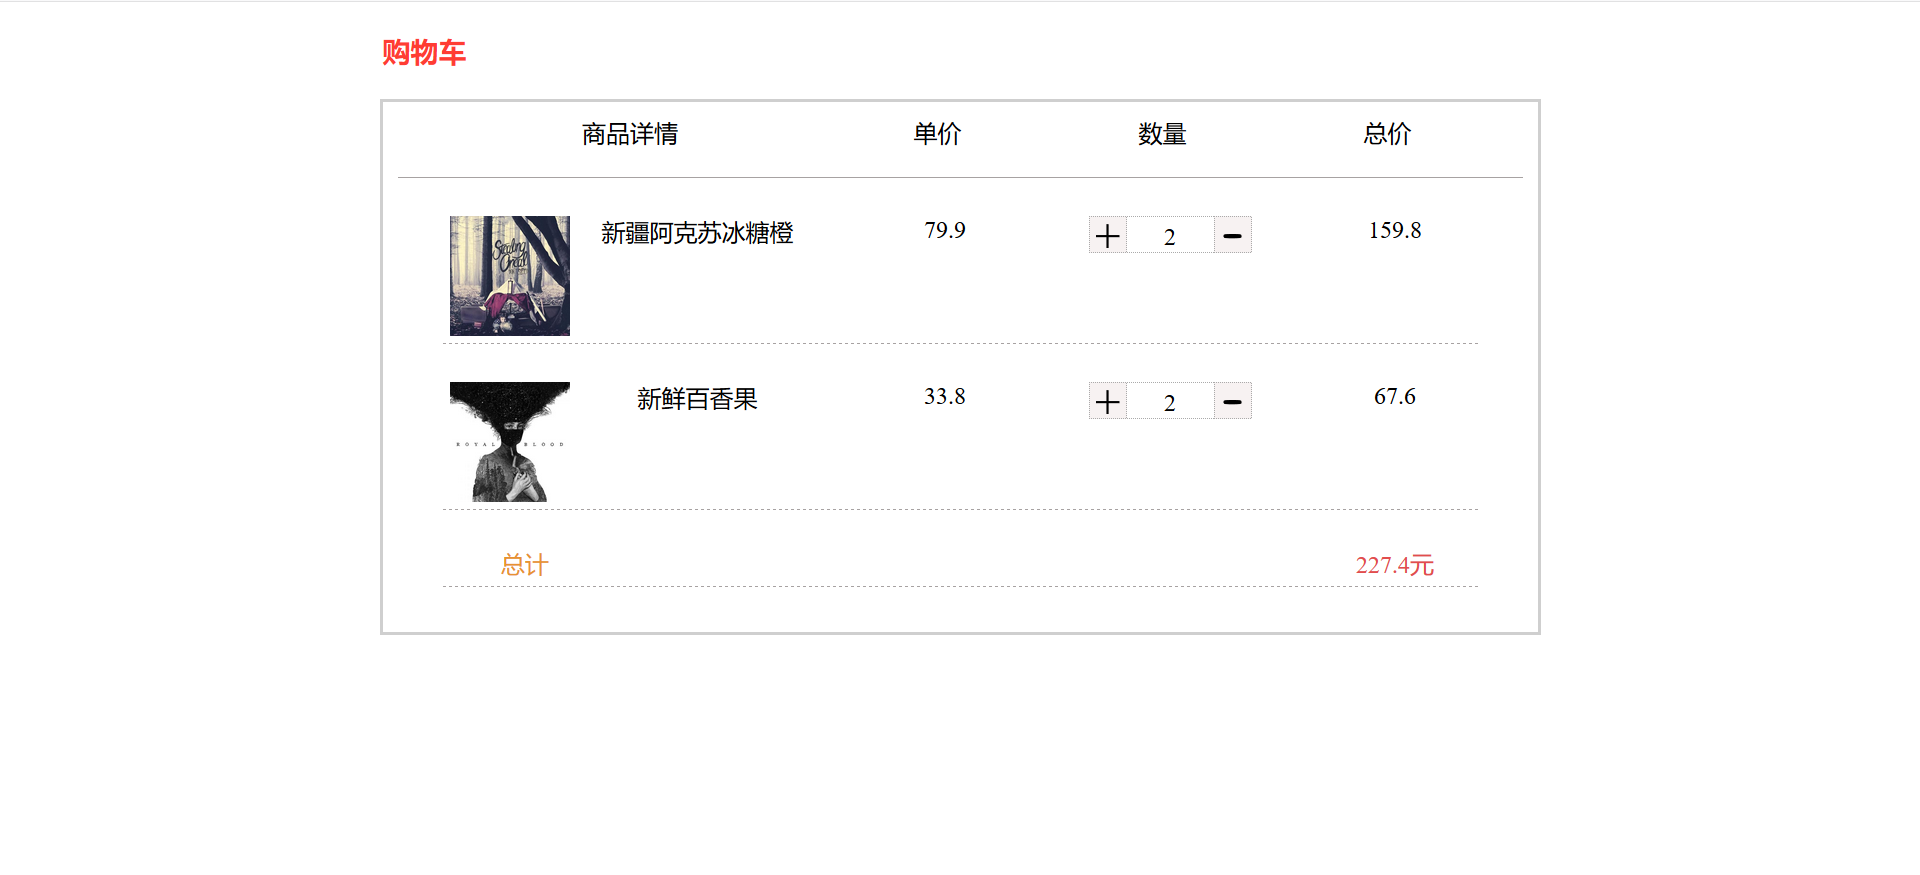 购物车
商品详情 单价 数量 总价
Stealing
Oneal
新疆阿克苏冰糖橙 79.9 2 159.8
新鲜百香果 33.8 2 67.6
ROYAL BLOOD
总计 227.4元